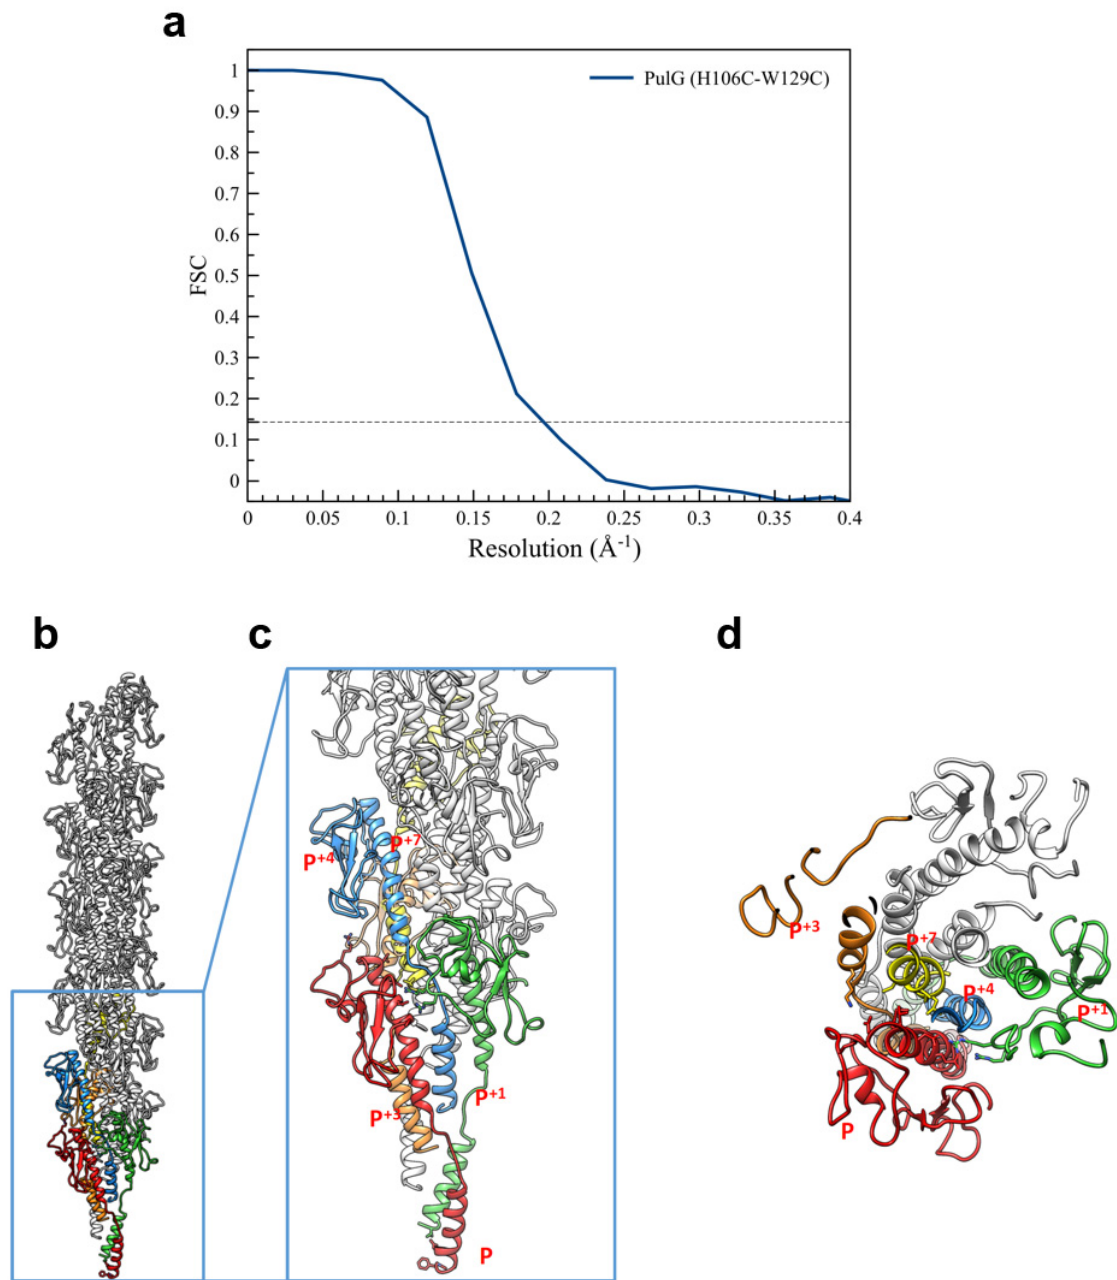 a
1
0.9
0.8
0.7
0.6
0.5
0.4
0.3
0.2
0.1
0
FSC
PulG (H106C-W129C)
0 0.05 0.1 0.15 0.2 0.25 0.3 0.35 0.4
Resolution (Å⁻¹)
b
c
P⁺⁴
P⁺⁷
P⁺³
P⁺¹
P
d
P⁺³
P⁺⁷
P⁺⁴
P⁺¹
P